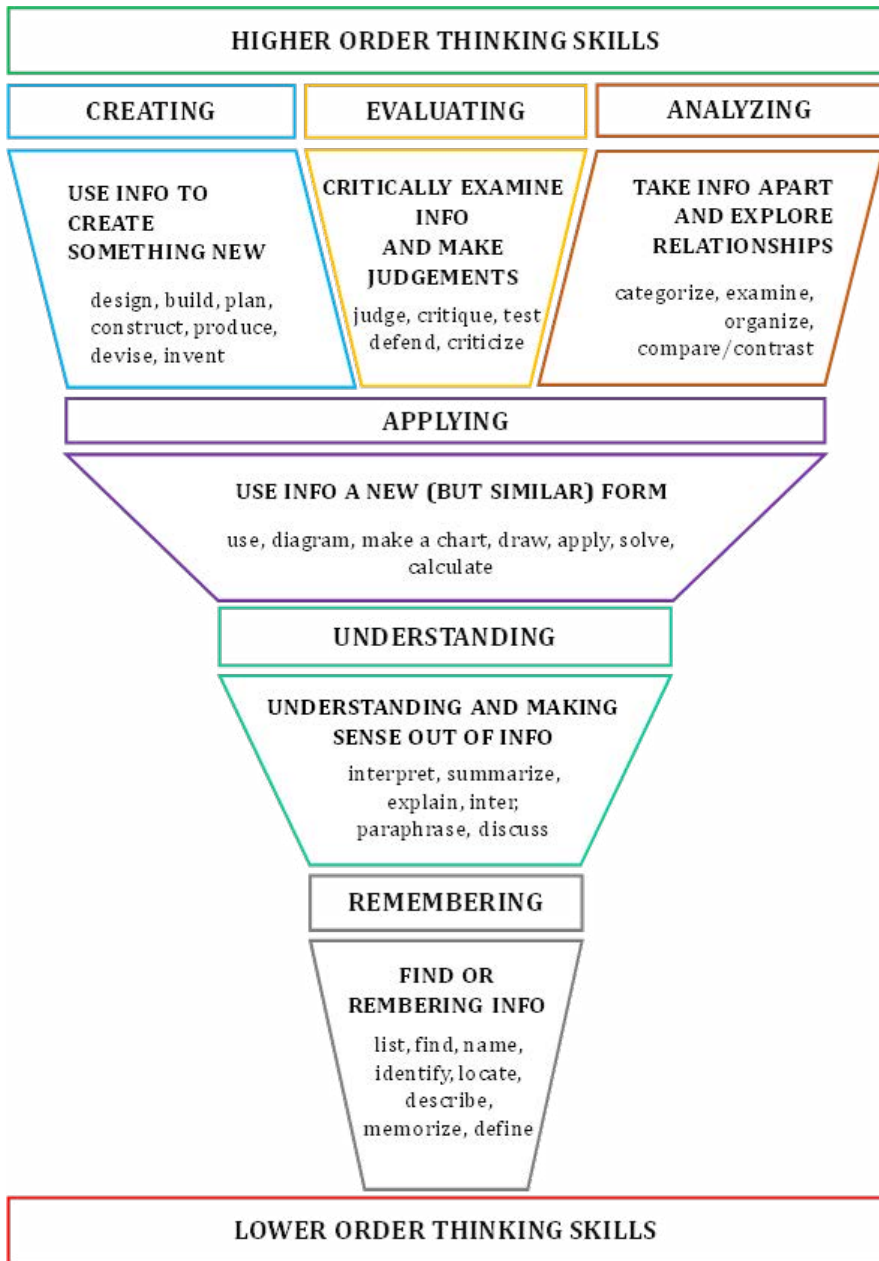 HIGHER ORDER THINKING SKILLS
CREATING
USE INFO TO
CREATE
SOMETHING NEW
design, build, plan,
construct, produce,
devise, invent
EVALUATING
CRITICALLY EXAMINE
INFO
AND MAKE
JUDGEMENTS
judge, critique, test
defend, criticize
ANALYZING
TAKE INFO APART
AND EXPLORE
RELATIONSHIPS
categorize, examine,
organize,
compare/contrast
APPLYING
USE INFO A NEW (BUT SIMILAR) FORM
use, diagram, make a chart, draw, apply, solve,
calculate
UNDERSTANDING
UNDERSTANDING AND MAKING
SENSE OUT OF INFO
interpret, summarize,
explain, inter,
paraphrase, discuss
REMEMBERING
FIND OR
REMBERING INFO
list, find, name,
identify, locate,
describe,
memorize, define
LOWER ORDER THINKING SKILLS